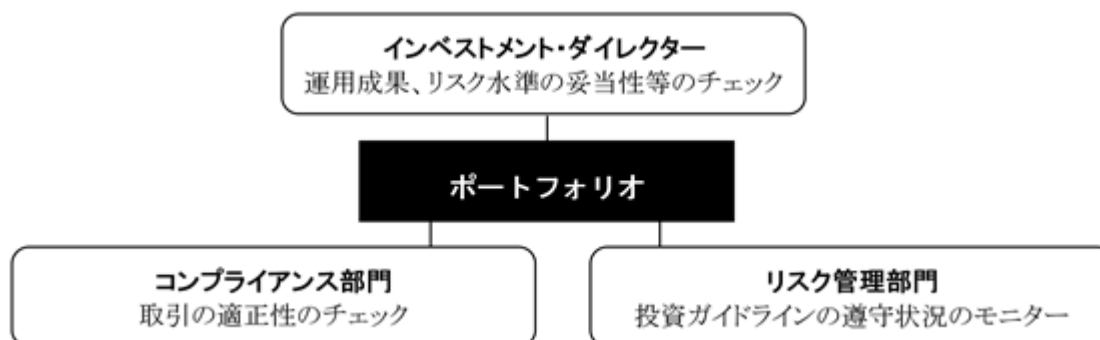 インベストメント・ダイレクター
運用成果、リスク水準の妥当性等のチェック
ポートフォリオ
コンプライアンス部門
取引の適正性のチェック
リスク管理部門
投資ガイドラインの遵守状況のモニター